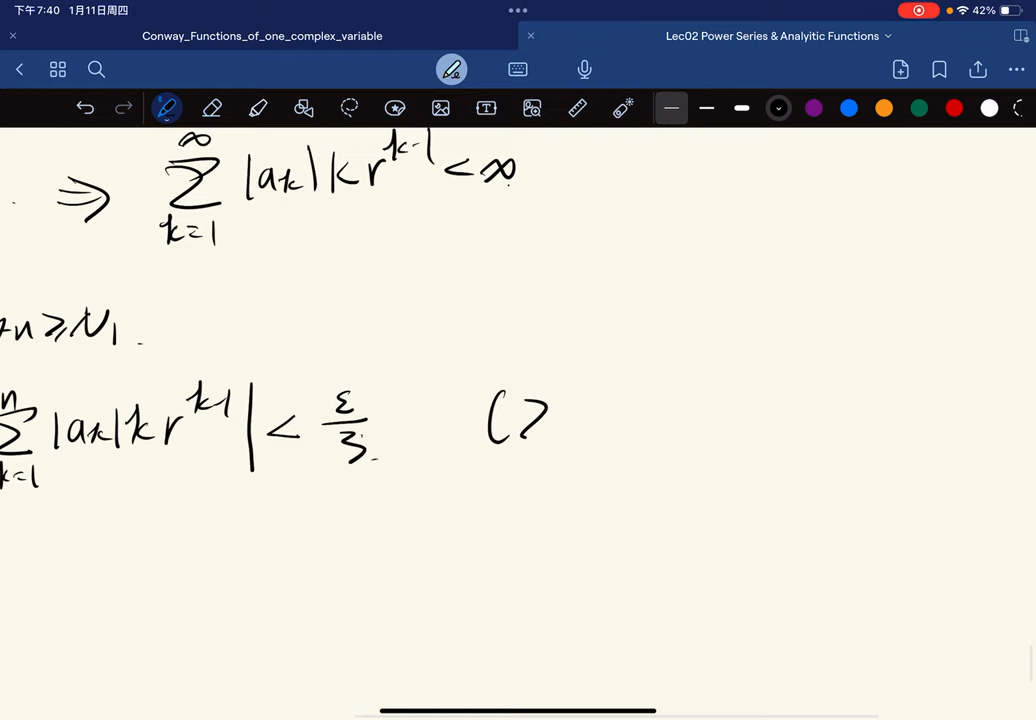 下午7:40 1月11日周四 42%
Conway_Functions_of_one_complex_variable
Lec02 Power Series & Analyitic Functions
⇒ ∑_{k=1}^{∞} |a_k| k r^{k-1} < ∞
n ≥ N_1.
∑_{k=1}^{n} |a_k| k r^{k-1} | < ε/3. (2